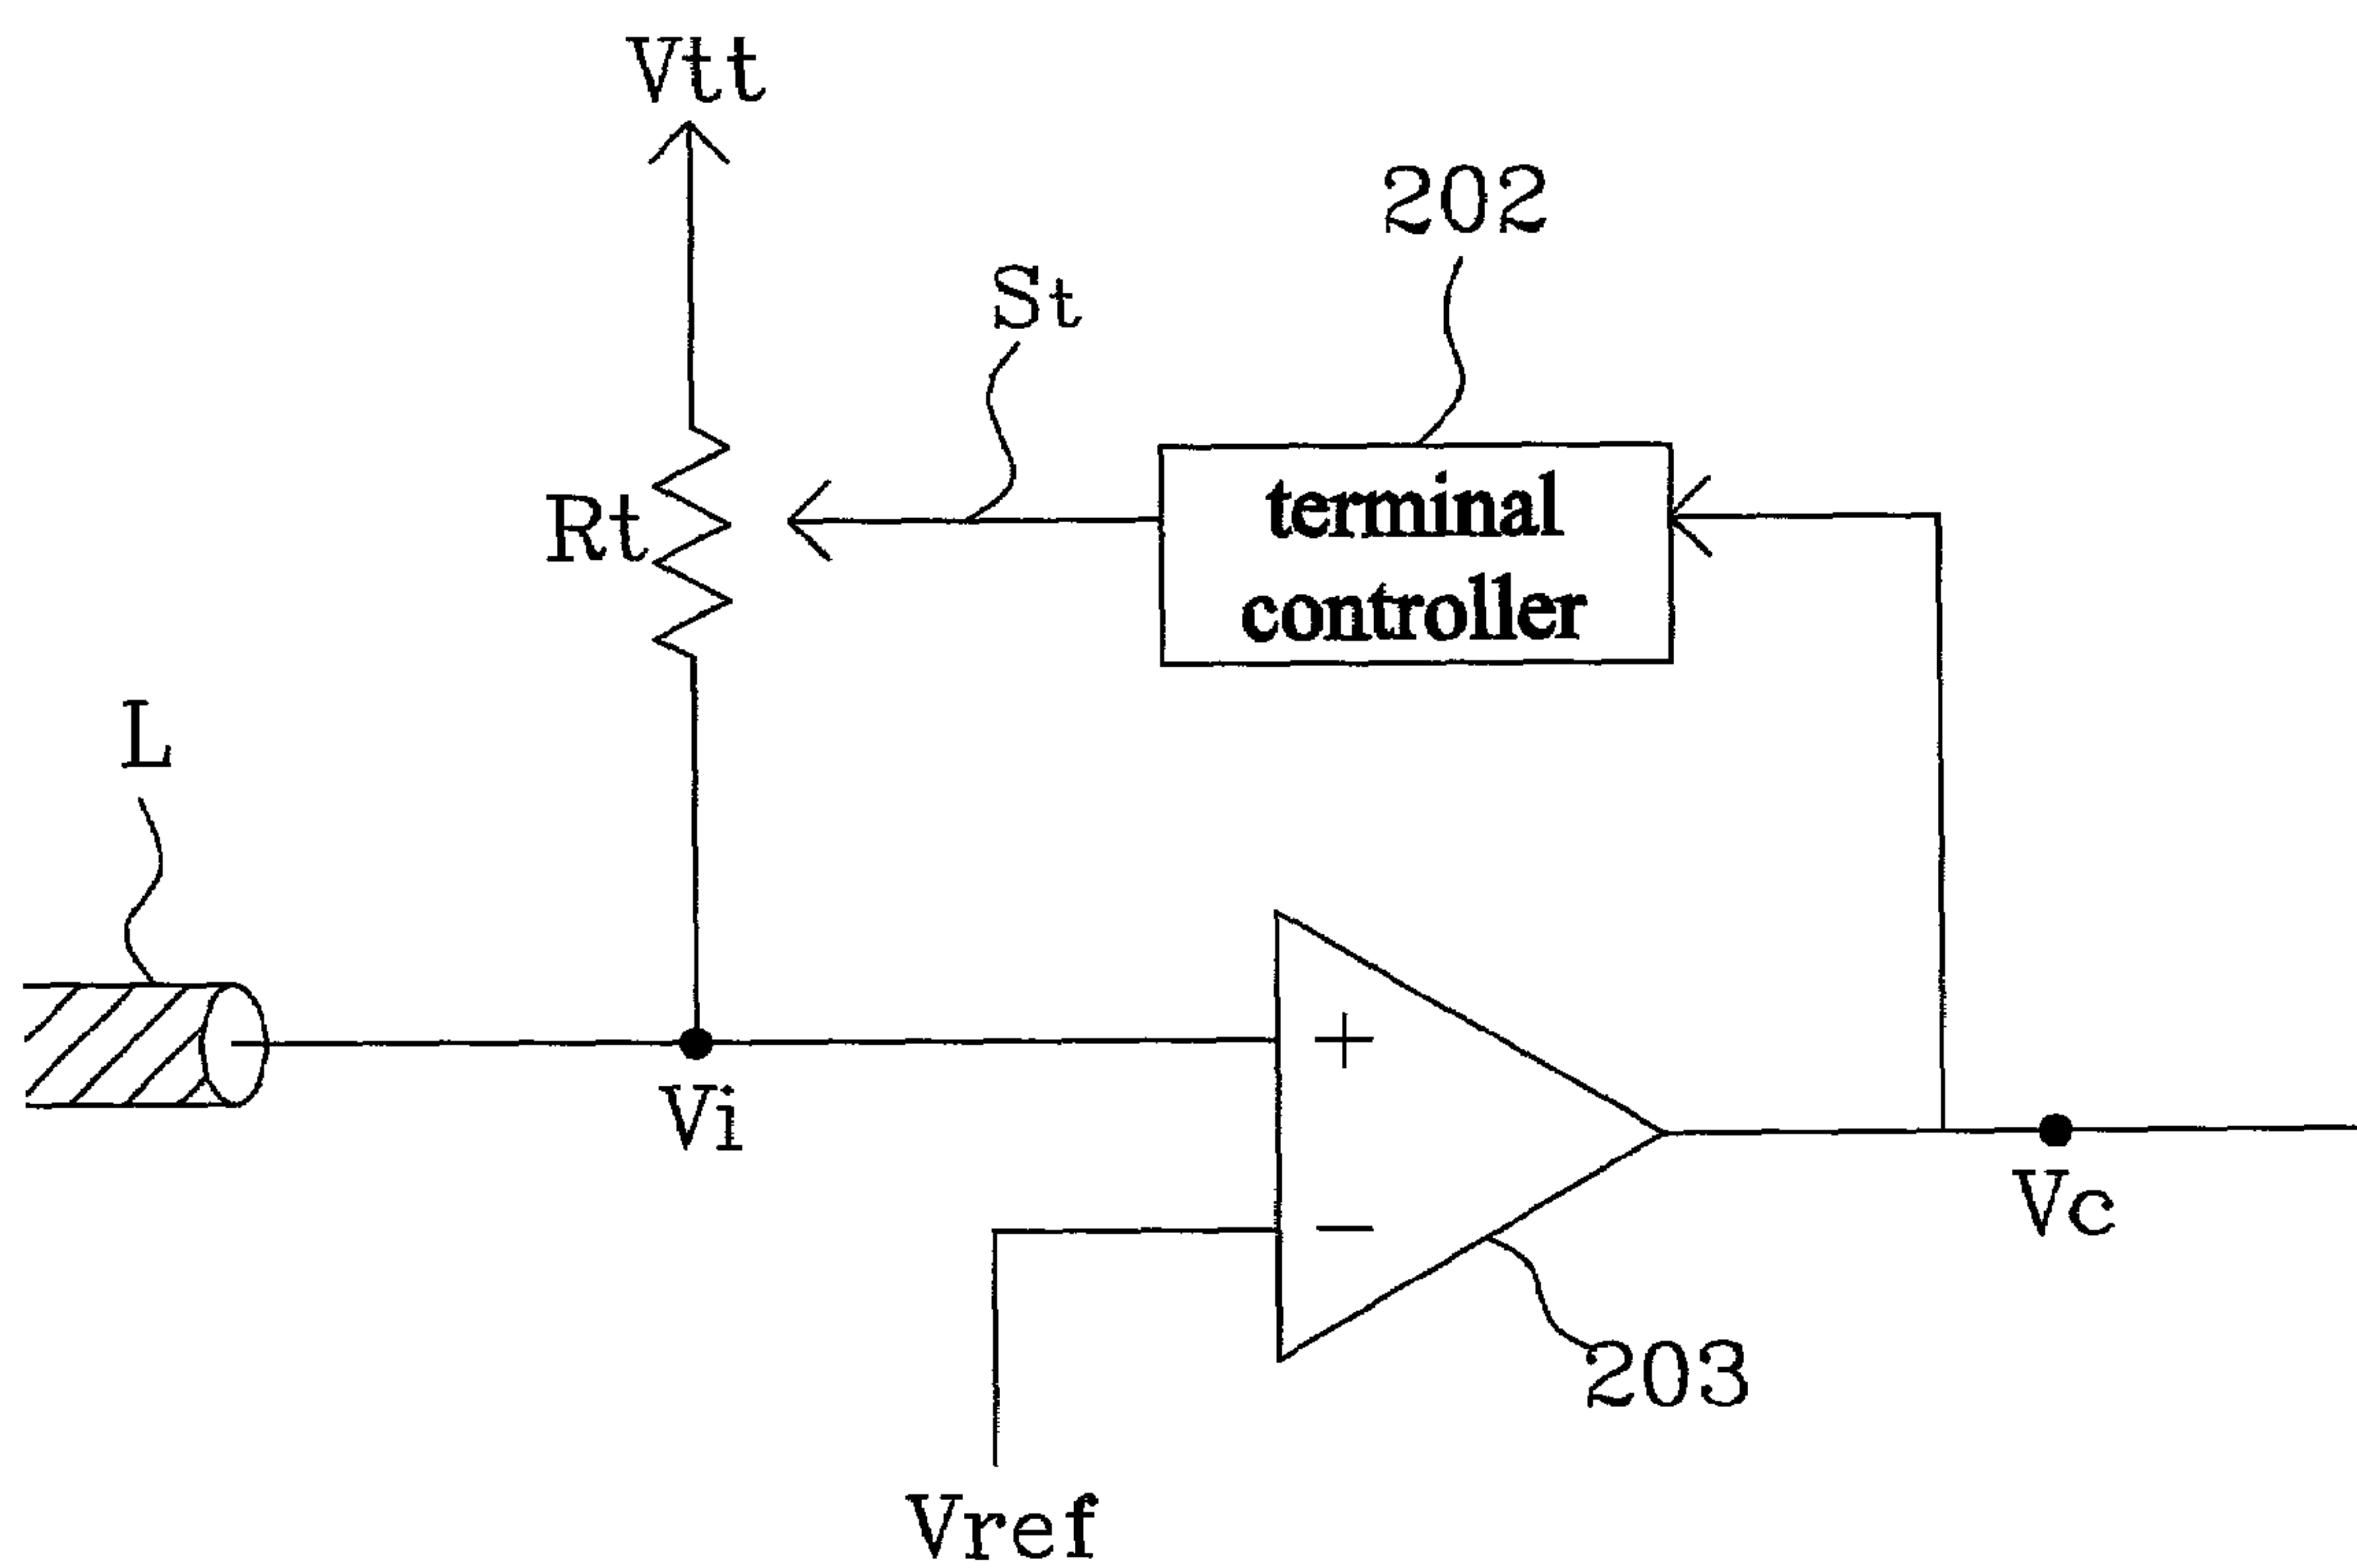 Vtt
202
St
terminal
controller
Rt
L
+
Vi
Vc
−
203
Vref